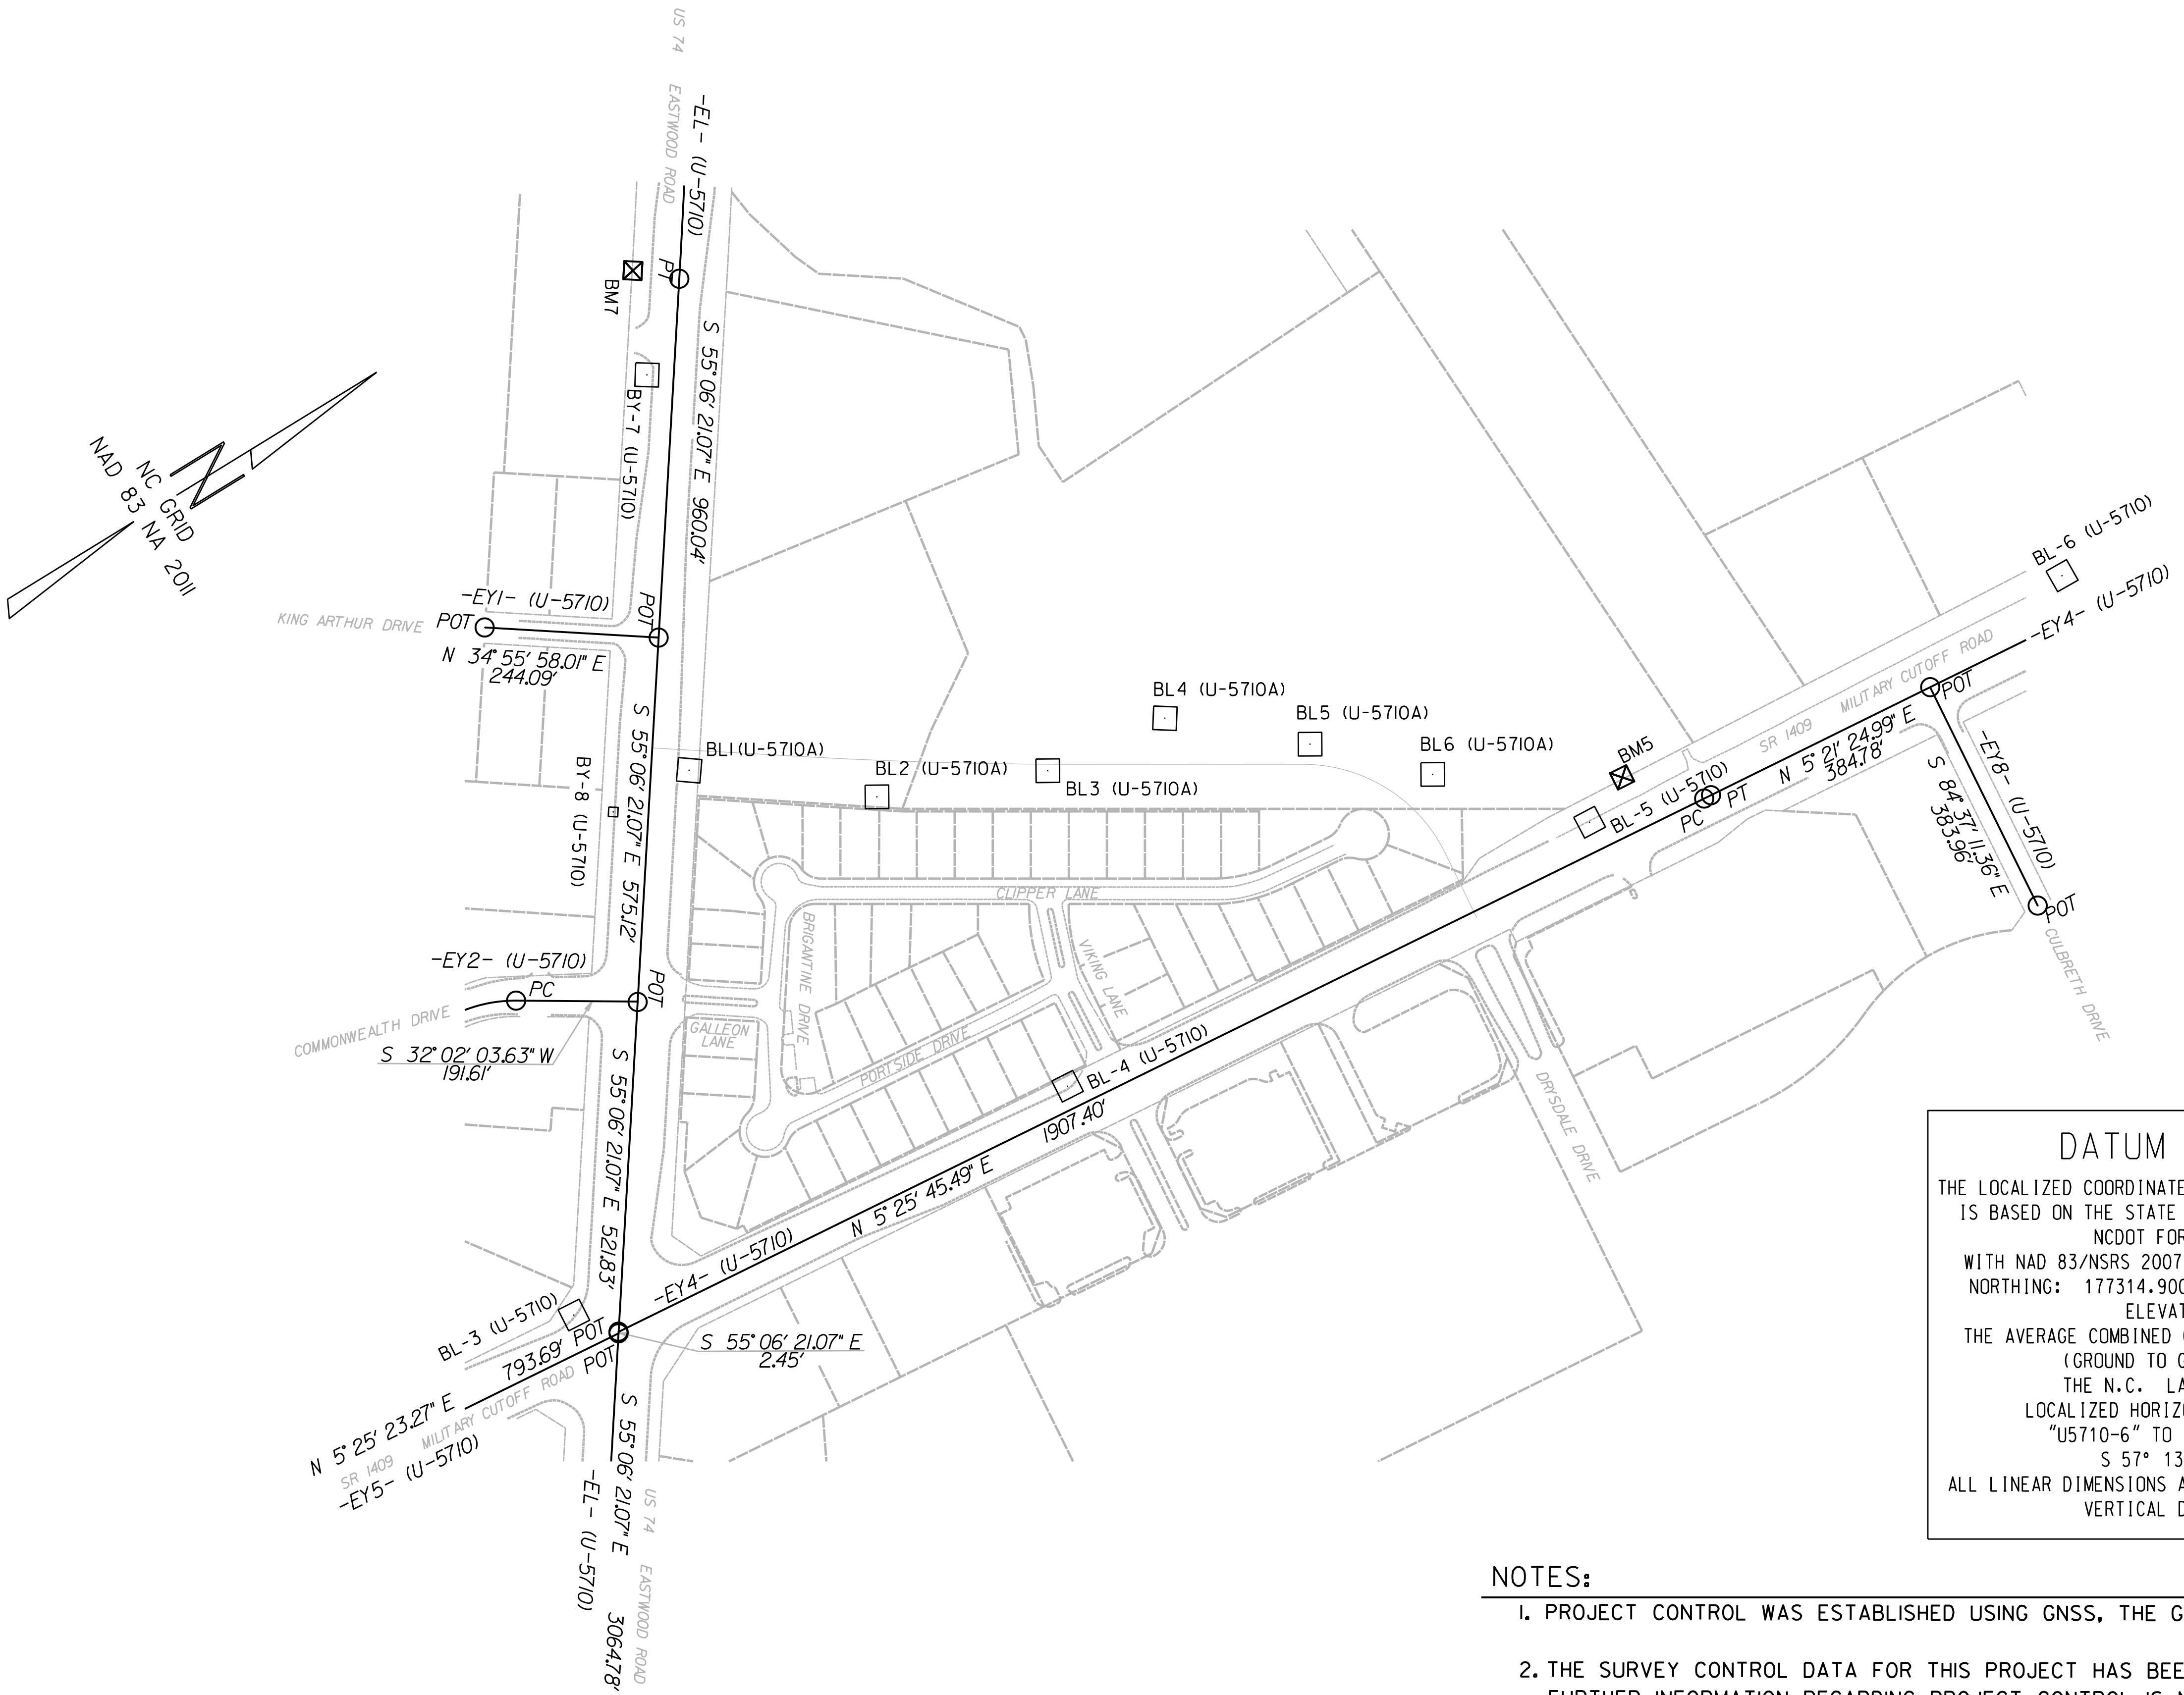 US 74
EASTWOOD ROAD
-EL- (U-5710)
BM7
PT
S 55°06'21.07" E 960.04'
BY-7 (U-5710)
NC GRID
NAD 83 NA 2011
N
-EY1- (U-5710)
KING ARTHUR DRIVE
POT
POT
N 34°55'58.01" E
244.09'
S 55°06'21.07" E 575.12'
BY-8 (U-5710)
BL1(U-5710A)
BL2 (U-5710A)
BL3 (U-5710A)
BL4 (U-5710A)
BL5 (U-5710A)
BL6 (U-5710A)
BM5
BL-5 (U-5710)
PC
PT
N 5°21'24.99" E
384.78'
SR 1409 MILITARY CUTOFF ROAD
BL-6 (U-5710)
-EY4- (U-5710)
POT
-EY8- (U-5710)
S 84°37'11.36" E
383.96'
POT
CULBRETH DRIVE
CLIPPER LANE
BRIGANTINE DRIVE
VIKING LANE
GALLEON
LANE
PORTSIDE DRIVE
DRYSDALE DRIVE
-EY2- (U-5710)
PC
POT
COMMONWEALTH DRIVE
S 32°02'03.63" W
191.61'
S 55°06'21.07" E 521.83'
BL-4 (U-5710)
1907.40'
N 5°25'45.49" E
-EY4- (U-5710)
BL-3 (U-5710)
793.69'
POT
POT
S 55°06'21.07" E
2.45'
N 5°25'23.27" E
SR 1409 MILITARY CUTOFF ROAD
-EY5- (U-5710)
S 55°06'21.07" E 3064.78'
-EL- (U-5710)
US 74 EASTWOOD ROAD
DATUM
THE LOCALIZED COORDINATE
IS BASED ON THE STATE
NCDOT FOR
WITH NAD 83/NSRS 2007
NORTHING: 177314.900
ELEVAT
THE AVERAGE COMBINED
(GROUND TO
THE N.C. LA
LOCALIZED HORIZ
"U5710-6" TO
S 57° 13
ALL LINEAR DIMENSIONS A
VERTICAL D
NOTES:
1. PROJECT CONTROL WAS ESTABLISHED USING GNSS, THE G
2. THE SURVEY CONTROL DATA FOR THIS PROJECT HAS BEE
FURTHER INFORMATION REGARDING PROJECT CONTROL IS